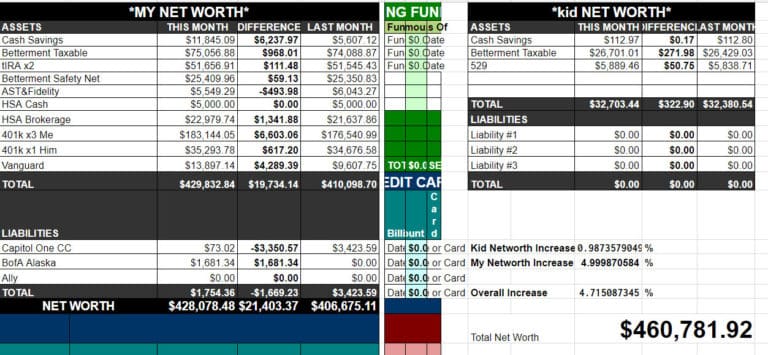 *MY NET WORTH*
ASSETS THIS MONTH DIFFERENCE LAST MONTH
Cash Savings $11,845.09 $6,237.97 $5,607.12
Betterment Taxable $75,056.88 $968.01 $74,088.87
tIRA x2 $51,656.91 $111.48 $51,545.43
Betterment Safety Net $25,409.96 $59.13 $25,350.83
AST&Fidelity $5,549.29 -$493.98 $6,043.27
HSA Cash $5,000.00 $0.00 $5,000.00
HSA Brokerage $22,979.74 $1,341.88 $21,637.86
401k x3 Me $183,144.05 $6,603.06 $176,540.99
401k x1 Him $35,293.78 $617.20 $34,676.58
Vanguard $13,897.14 $4,289.39 $9,607.75
TOTAL $429,832.84 $19,734.14 $410,098.70
LIABILITIES
Capitol One CC $73.02 -$3,350.57 $3,423.59
BofA Alaska $1,681.34 $1,681.34 $0.00
Ally $0.00 $0.00 $0.00
TOTAL $1,754.36 -$1,669.23 $3,423.59
NET WORTH $428,078.48 $21,403.37 $406,675.11
NG FUN
Fun mou s Of
Fun $0.0 Date
Fun $0.0 Date
Fun $0.0 Date
TOT $0.0 SE
EDIT CAR
Card
Bill ount
Date $0.0 or Card
Date $0.0 or Card
Date $0.0 or Card
Date $0.0 or Card
*kid NET WORTH*
ASSETS THIS MONTH DIFFERENC LAST MONTH
Cash Savings $112.97 $0.17 $112.80
Betterment Taxable $26,701.01 $271.98 $26,429.03
529 $5,889.46 $50.75 $5,838.71
TOTAL $32,703.44 $322.90 $32,380.54
LIABILITIES
Liability #1 $0.00 $0.00 $0.00
Liability #2 $0.00 $0.00 $0.00
Liability #3 $0.00 $0.00 $0.00
TOTAL $0.00 $0.00 $0.00
Kid Networth Increase 0.9873579049 %
My Networth Increase 4.999870584 %
Overall Increase 4.715087345 %
Total Net Worth $460,781.92